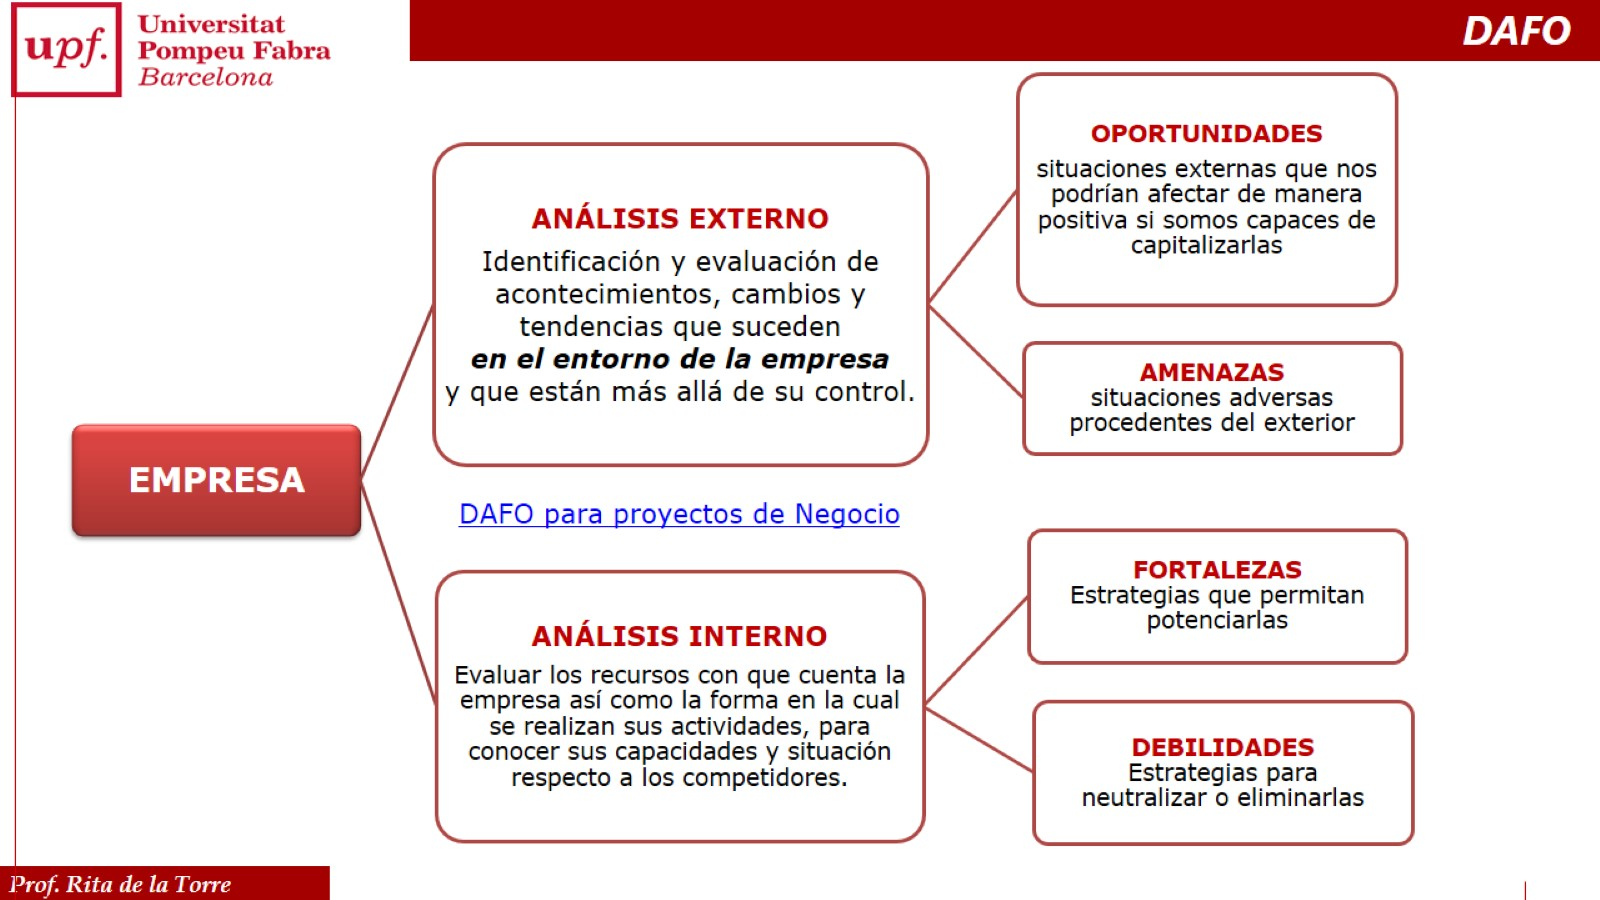 upf.
Universitat
Pompeu Fabra
Barcelona
DAFO
EMPRESA
ANÁLISIS EXTERNO
Identificación y evaluación de
acontecimientos, cambios y
tendencias que suceden
en el entorno de la empresa
y que están más allá de su control.
OPORTUNIDADES
situaciones externas que nos
podrían afectar de manera
positiva si somos capaces de
capitalizarlas
AMENAZAS
situaciones adversas
procedentes del exterior
DAFO para proyectos de Negocio
ANÁLISIS INTERNO
Evaluar los recursos con que cuenta la
empresa así como la forma en la cual
se realizan sus actividades, para
conocer sus capacidades y situación
respecto a los competidores.
FORTALEZAS
Estrategias que permitan
potenciarlas
DEBILIDADES
Estrategias para
neutralizar o eliminarlas
Prof. Rita de la Torre